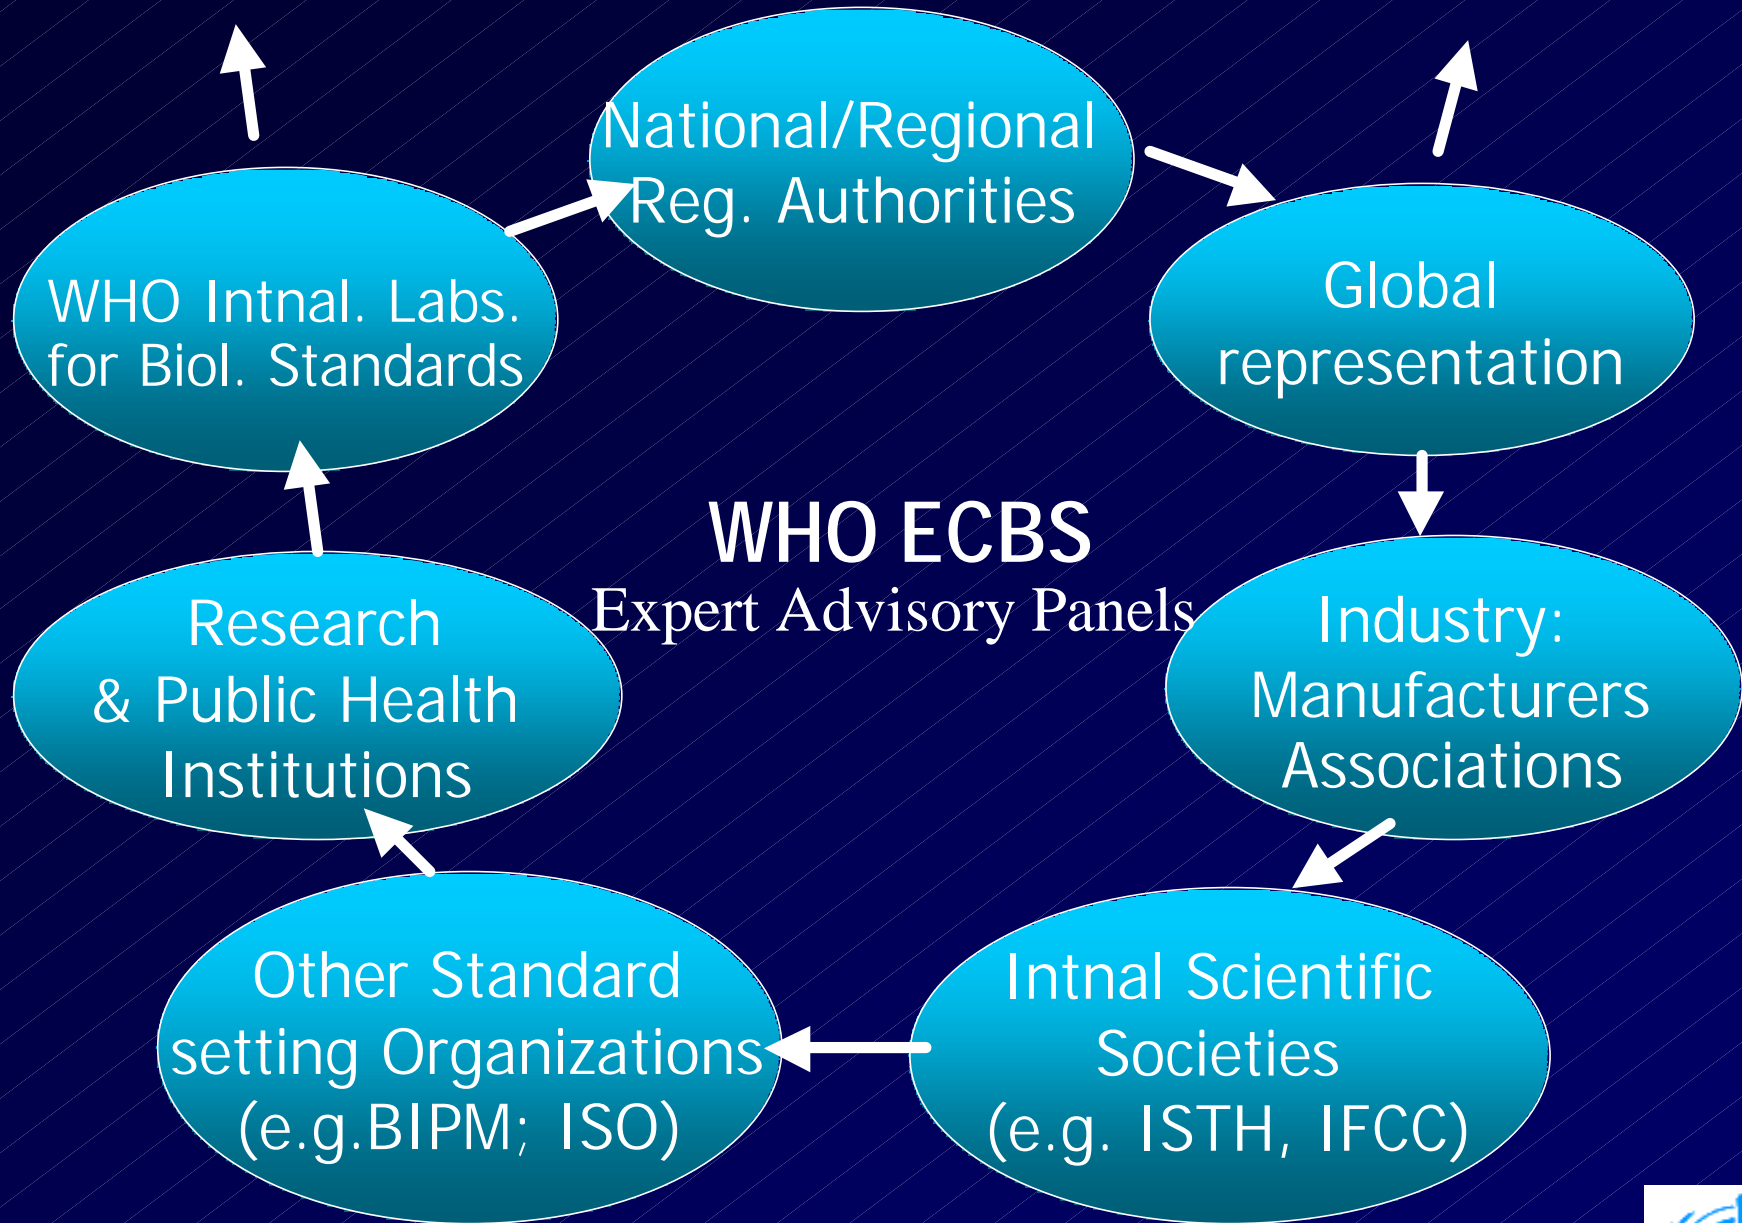 National/Regional
Reg. Authorities
WHO Intnal. Labs.
for Biol. Standards
Global
representation
WHO ECBS
Expert Advisory Panels
Research
& Public Health
Institutions
Industry:
Manufacturers
Associations
Other Standard
setting Organizations
(e.g.BIPM; ISO)
Intnal Scientific
Societies
(e.g. ISTH, IFCC)